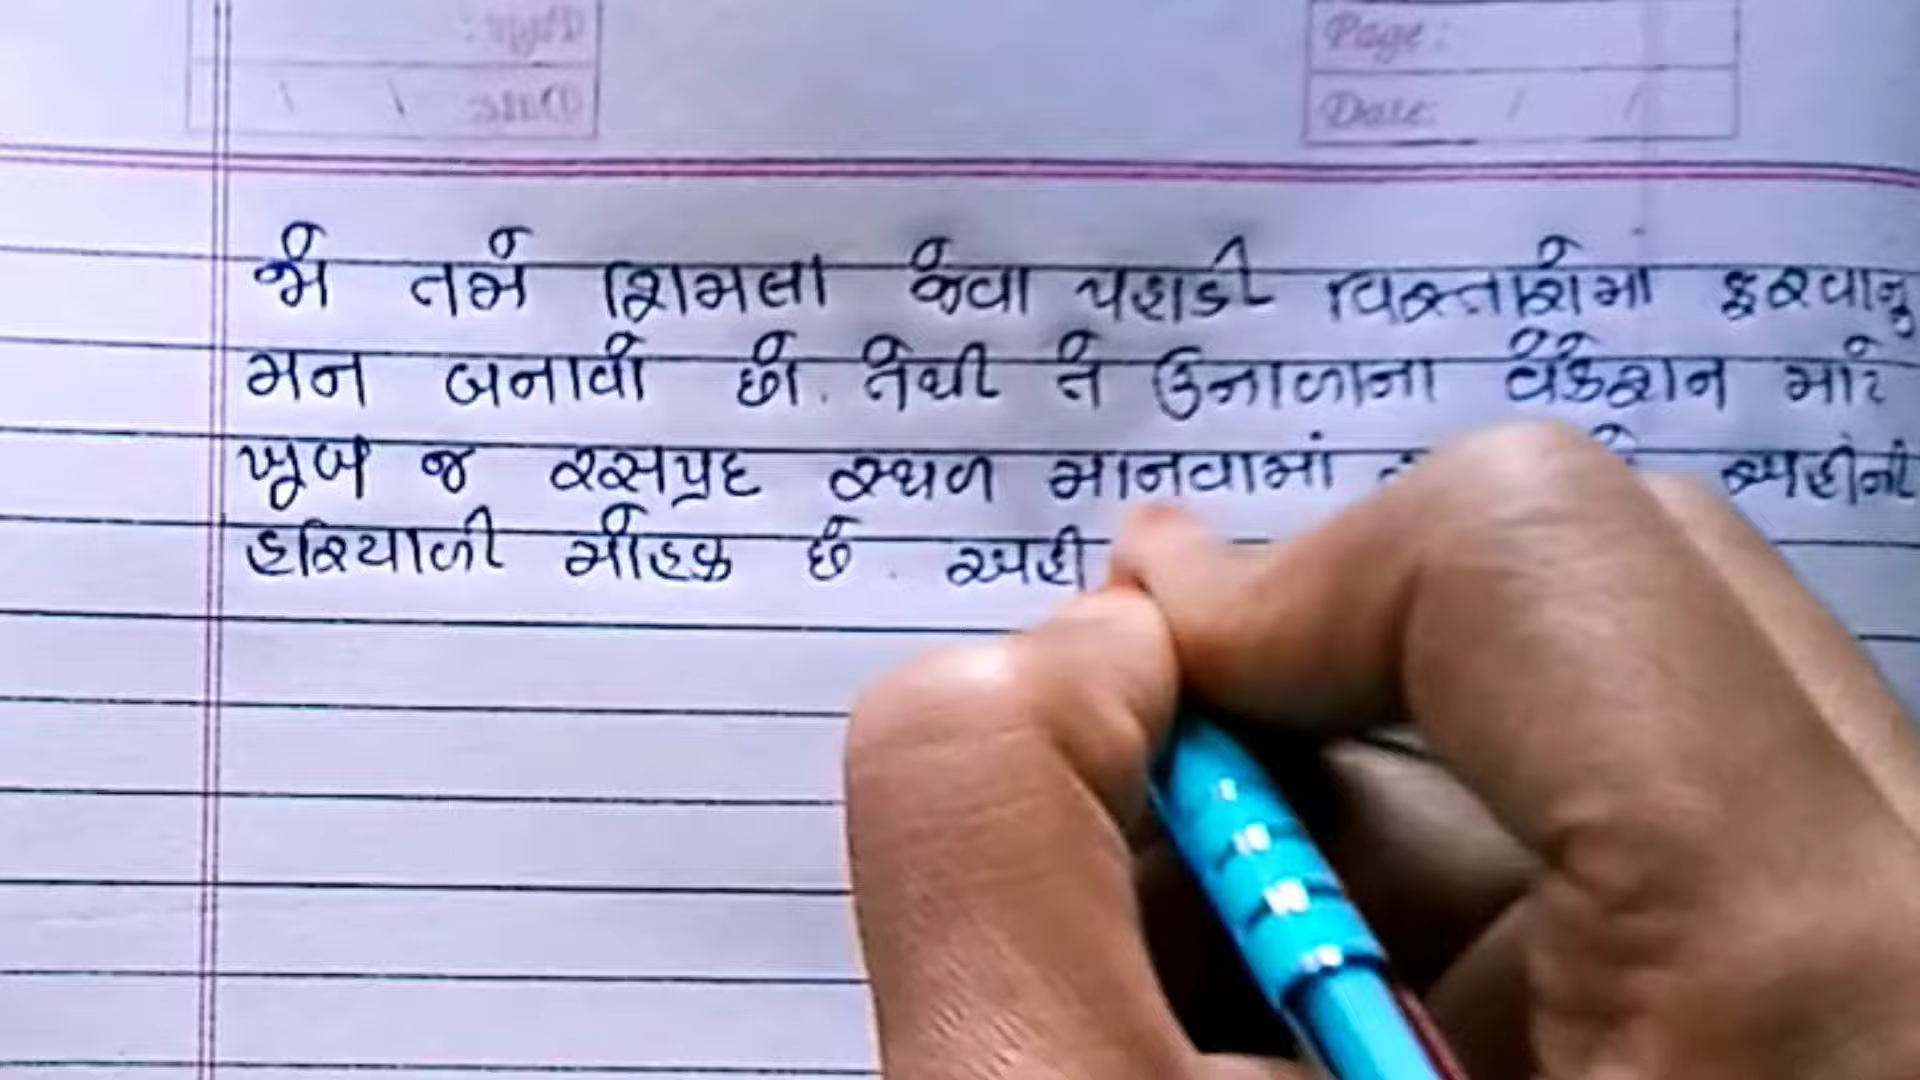 Page:
Date:
જો તમે શિમલા જેવા પહાડી વિસ્તારોમાં ફરવાનુ
મન બનાવો છો. તેથી તે ઉનાળાના વેકેશન માટે
ખૂબ જ રસપ્રદ સ્થળ માનવામાં અહીંની
હરિયાળી મોહક છે. અહી